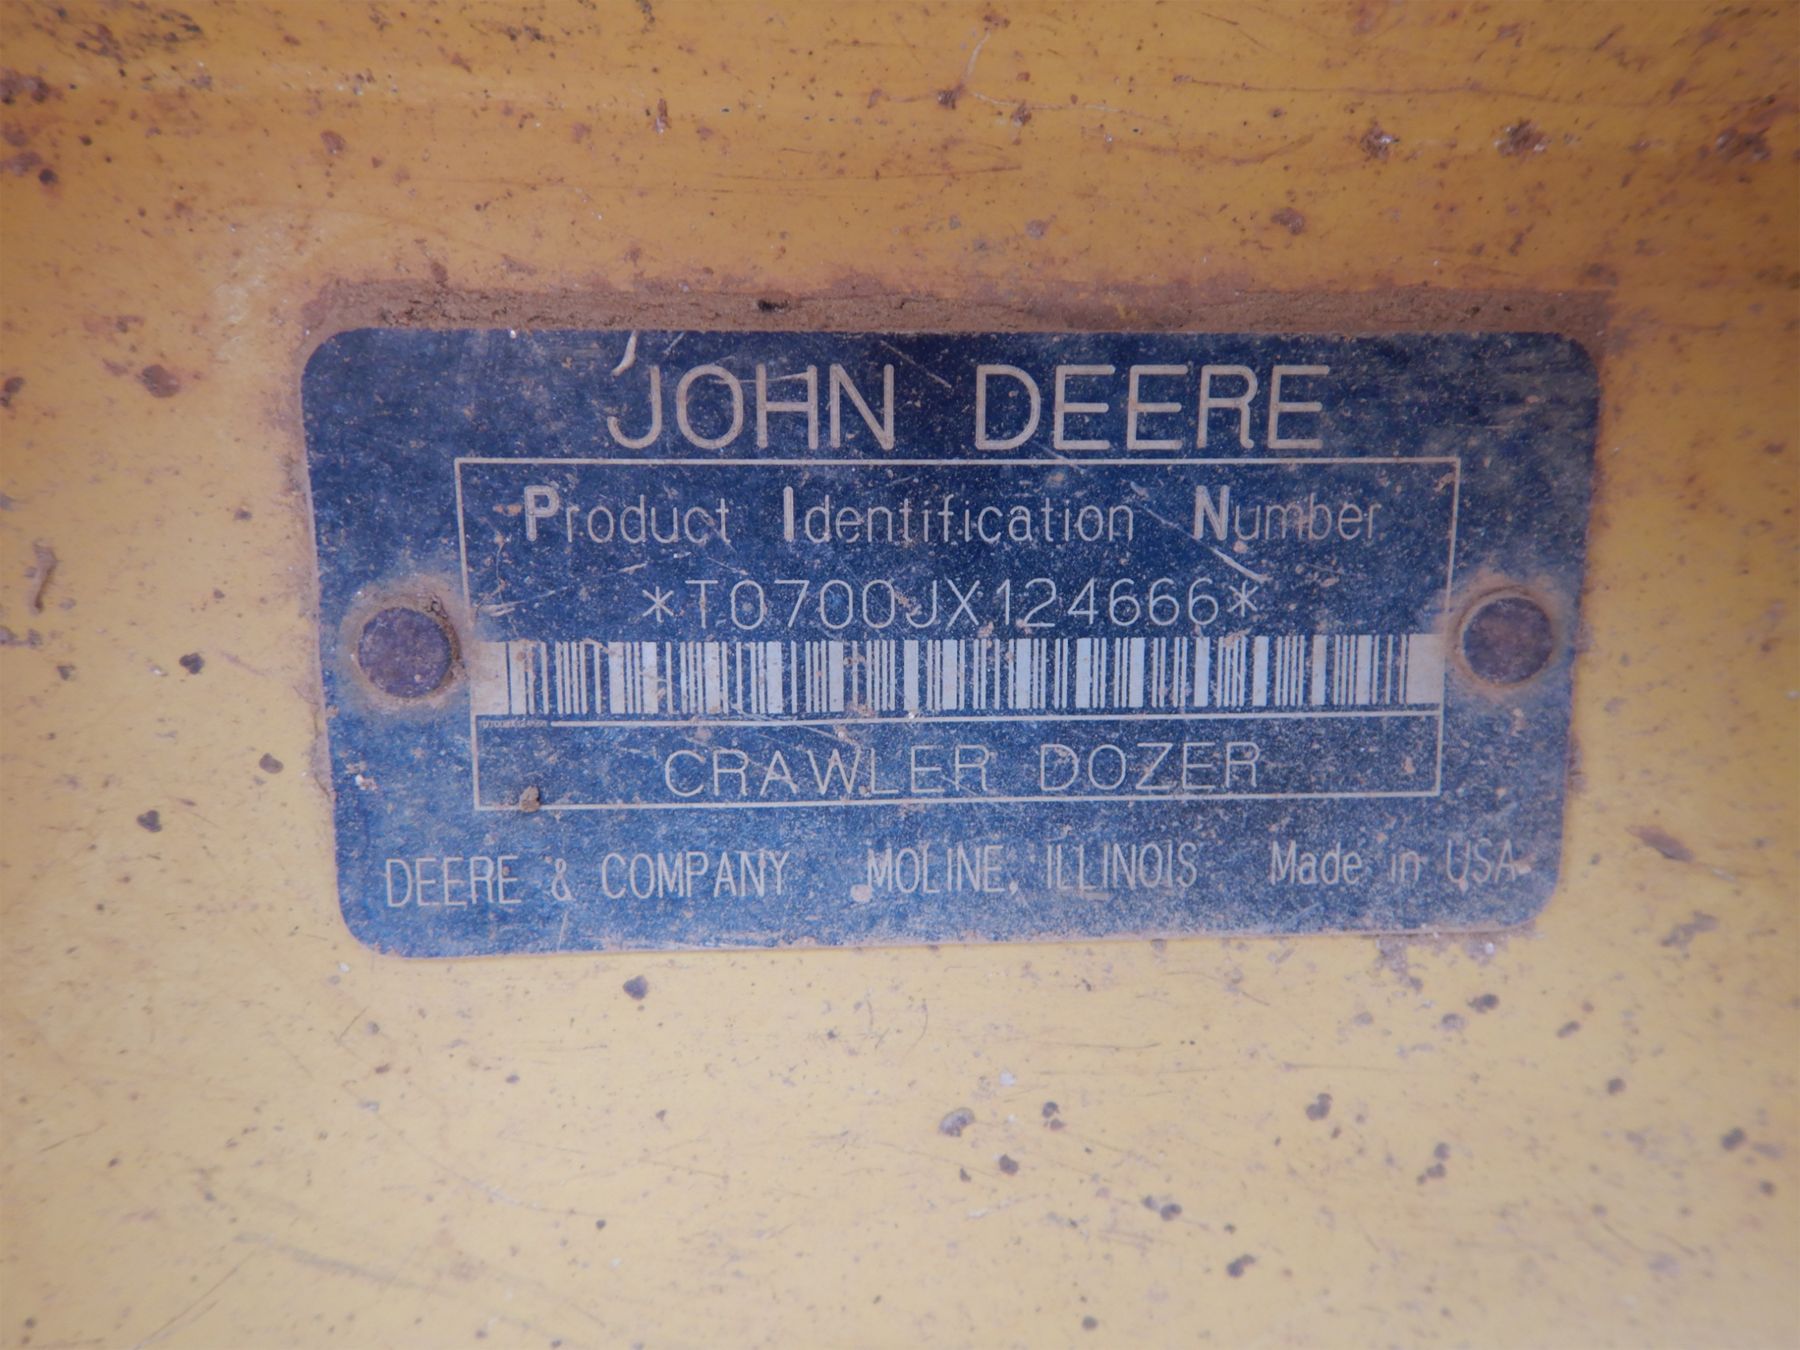 JOHN DEERE
Product Identification Number
*T0700JX124666*
CRAWLER DOZER
DEERE & COMPANY MOLINE, ILLINOIS Made in USA